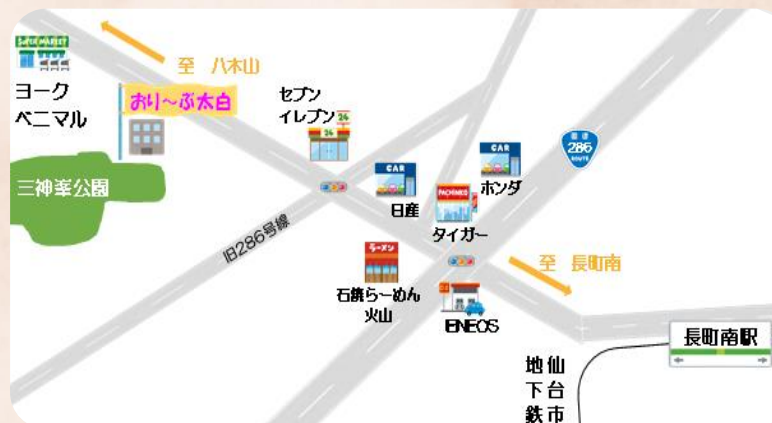 SUPER MARKET
ヨーク
ベニマル
おり～ぶ太白
至 八木山
セブン
イレブン
24
24
三神峯公園
旧286号線
CAR
日産
CAR
ホンダ
PACHINKO
タイガー
国道
286
ROUTE
ラーメン
石焼らーめん
火山
ENEOS
至 長町南
長町南駅
仙台市
地下鉄